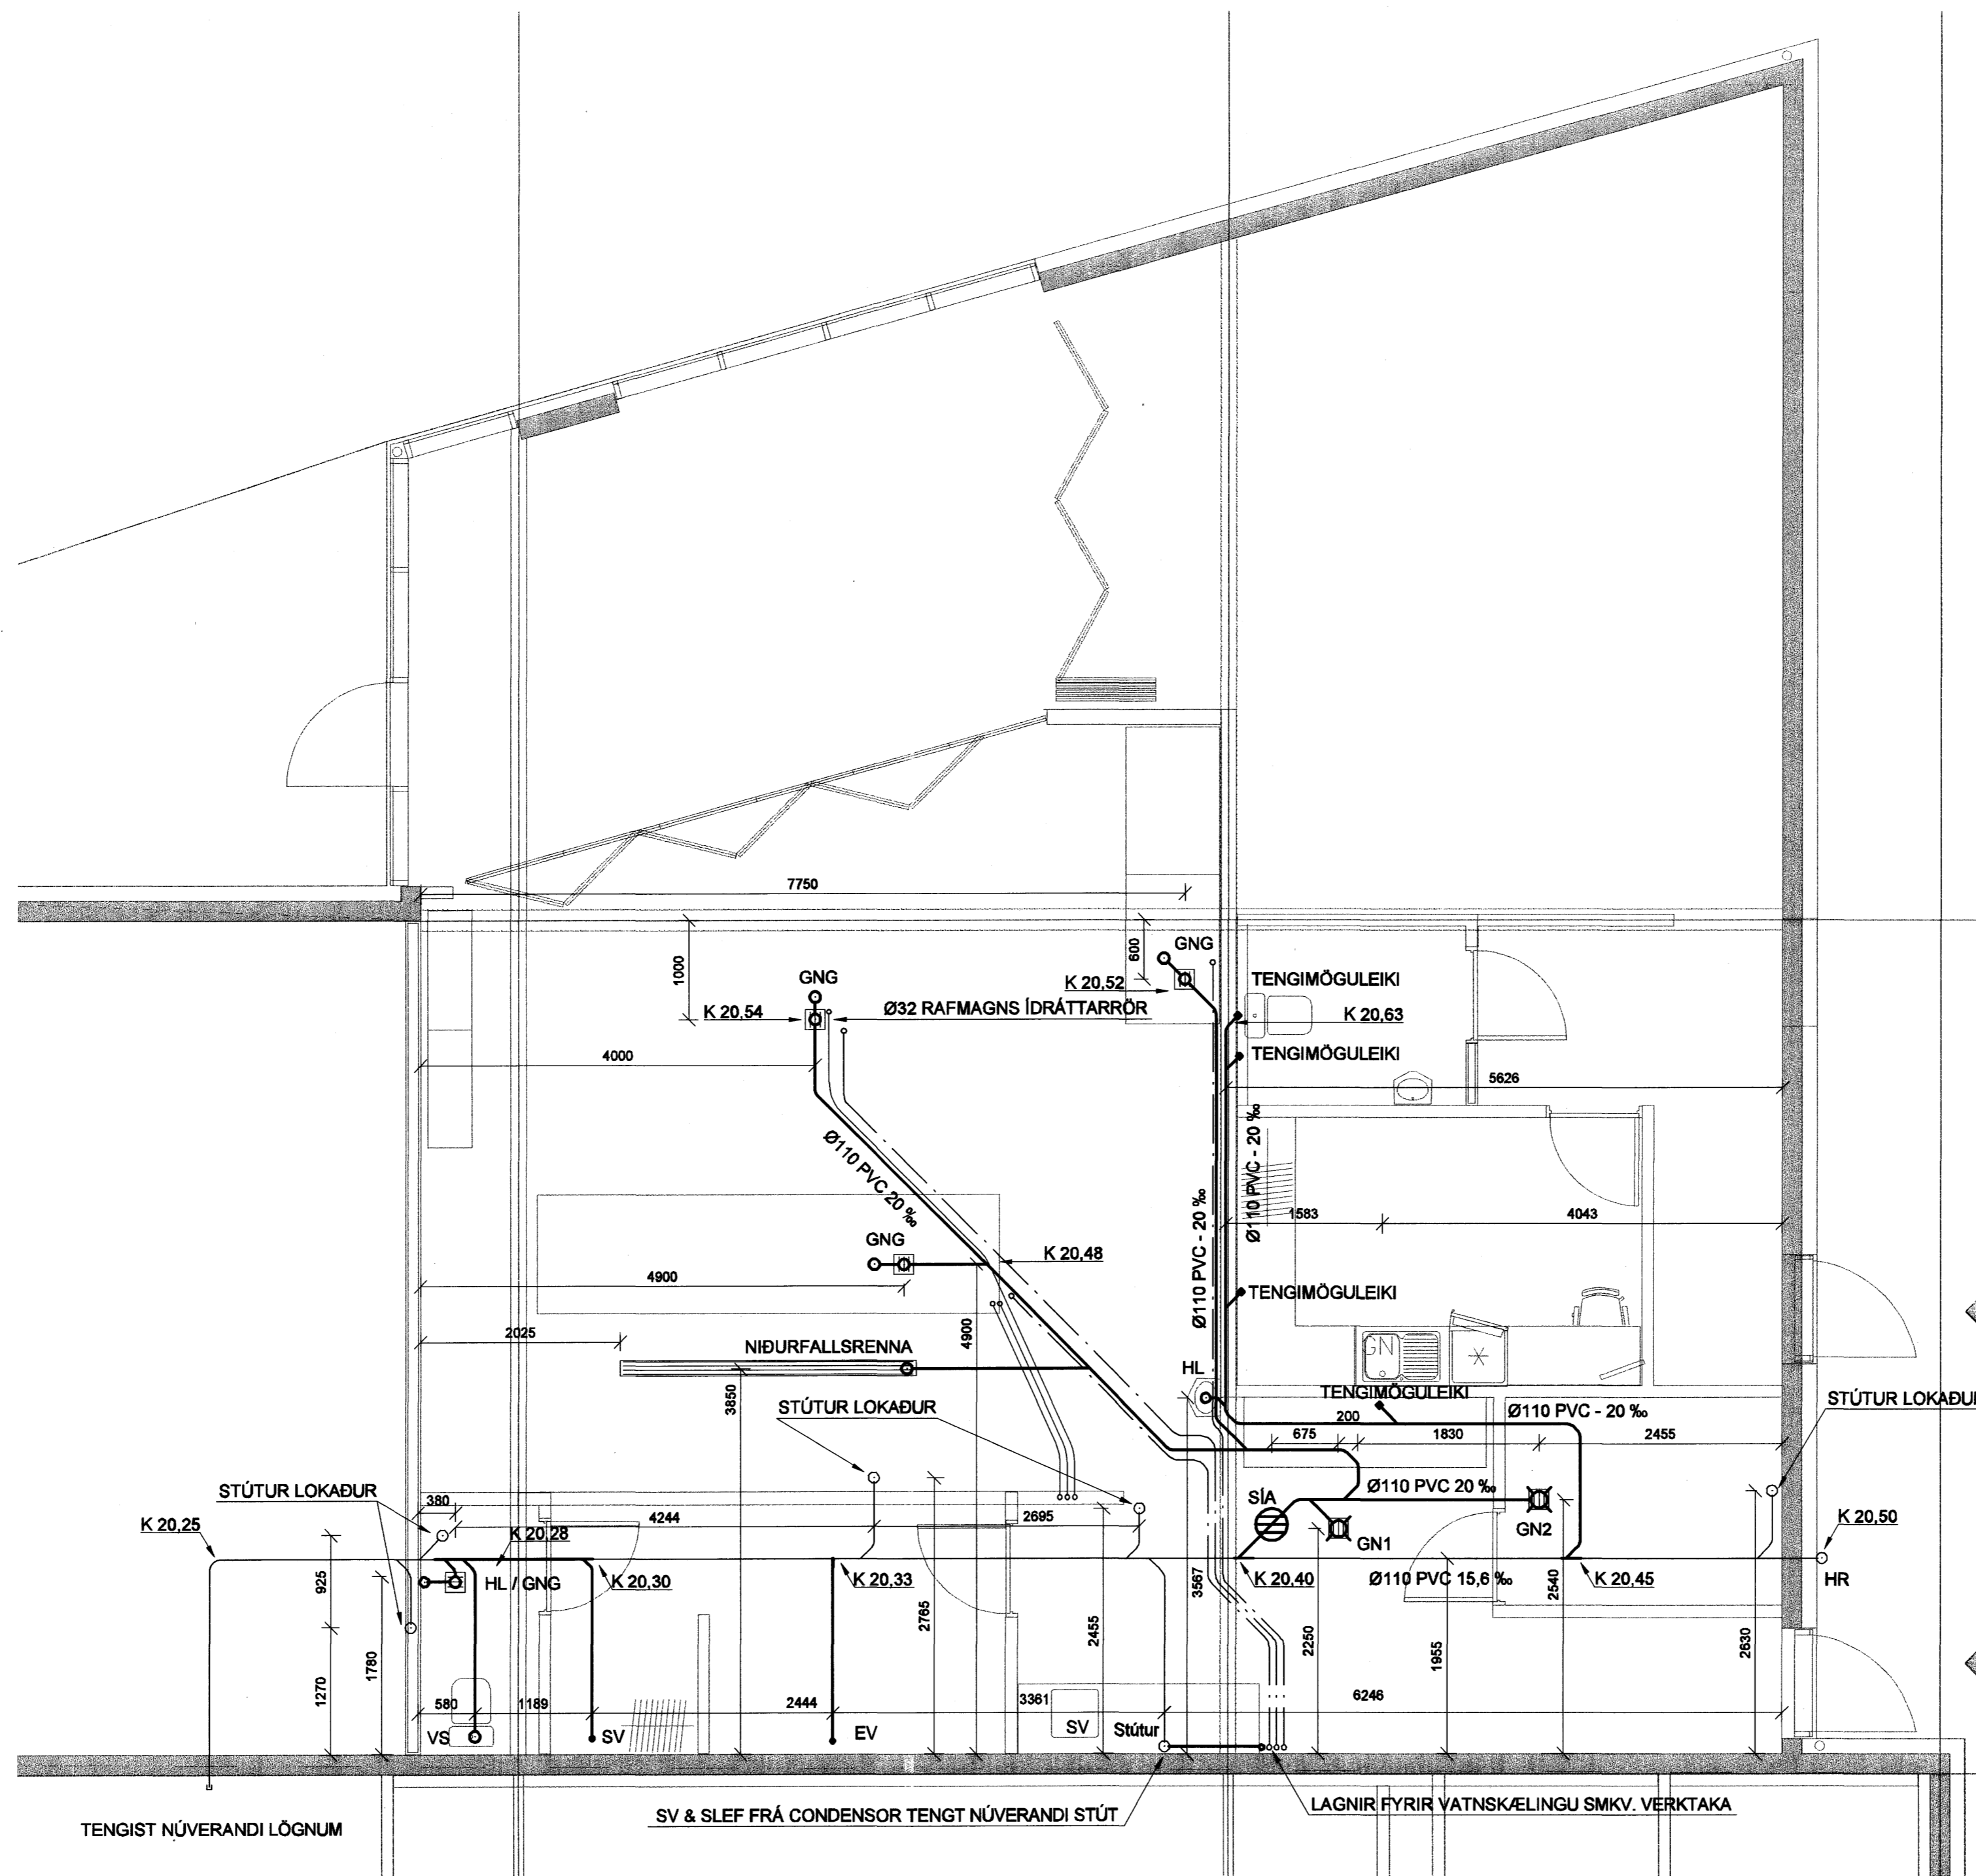 7750
1000
600
GNG
GNG
K 20,52
TENGIMÖGULEIKI
K 20,54
Ø32 RAFMAGNS ÍDRÁTTARRÖR
K 20,63
4000
TENGIMÖGULEIKI
5626
Ø110 PVC 20 ‰
Ø110 PVC - 20 ‰
Ø110 PVC - 20 ‰
1583
4043
GNG
K 20,48
4900
TENGIMÖGULEIKI
2025
4900
NIÐURFALLSRENNA
GN
HL
3850
TENGIMÖGULEIKI
STÚTUR LOKAÐUR
STÚTUR LOKAÐUR
200
Ø110 PVC - 20 ‰
675
1830
2455
STÚTUR LOKAÐUR
380
SÍA
Ø110 PVC 20 ‰
K 20,25
4244
K 20,28
2695
GN2
K 20,50
GN1
925
HL / GNG
K 20,30
K 20,33
3567
K 20,40
Ø110 PVC 15,6 ‰
2540
K 20,45
HR
1270
1780
2765
2455
2250
1955
2630
580
1189
2444
3361
6246
VS
SV
EV
SV
Stútur
SV & SLEF FRÁ CONDENSOR TENGT NÚVERANDI STÚT
LAGNIR FYRIR VATNSKÆLINGU SMKV. VERKTAKA
TENGIST NÚVERANDI LÖGNUM